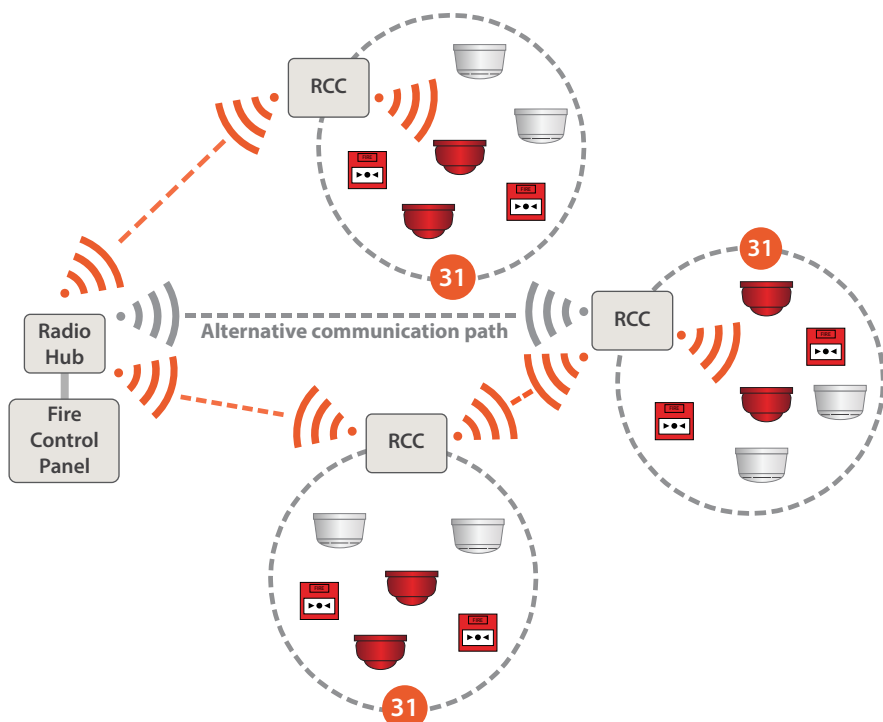 RCC
FIRE
FIRE
31
31
Radio
Hub
Alternative communication path
RCC
FIRE
FIRE
Fire
Control
Panel
RCC
FIRE
FIRE
31